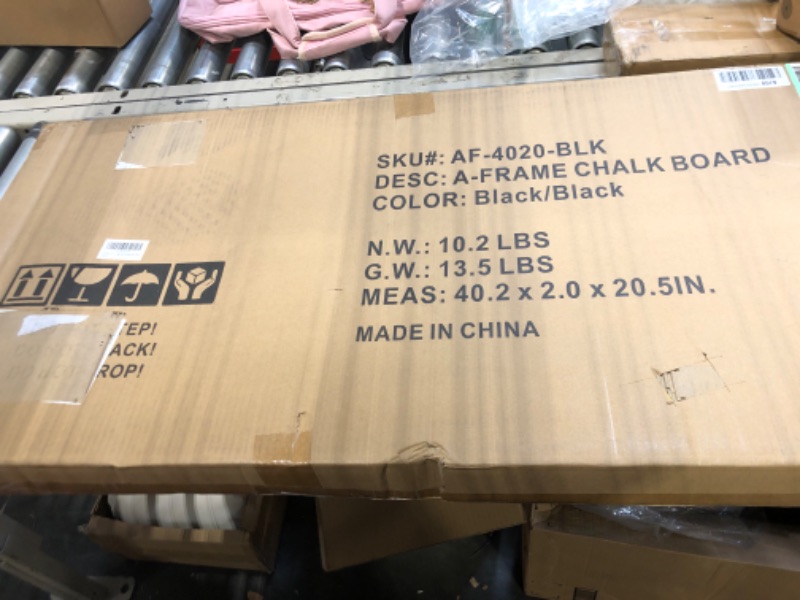 SKU#: AF-4020-BLK
DESC: A-FRAME CHALK BOARD
COLOR: Black/Black
N.W.: 10.2 LBS
G.W.: 13.5 LBS
MEAS: 40.2 x 2.0 x 20.5IN.
MADE IN CHINA
TEP!
ACK!
ROP!